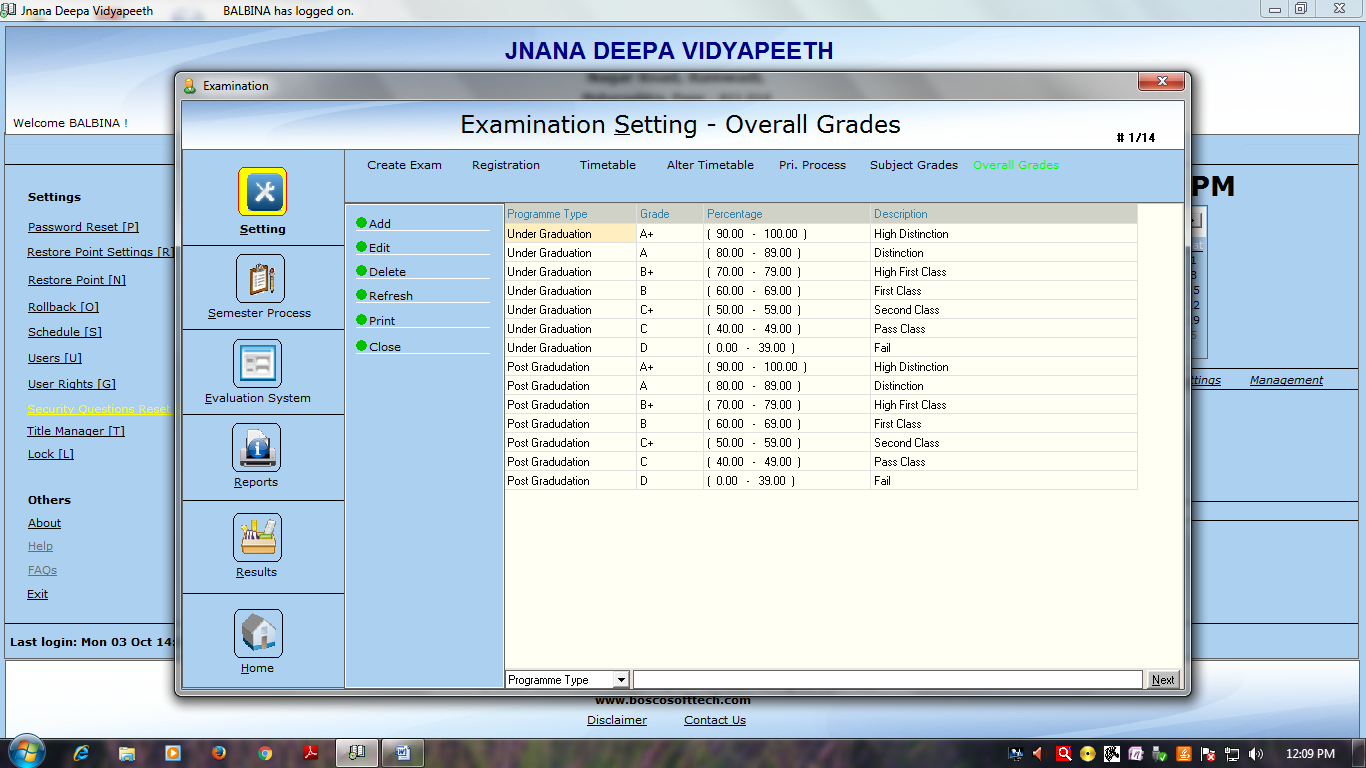 Jnana Deepa Vidyapeeth BALBINA has logged on.
JNANA DEEPA VIDYAPEETH
Welcome BALBINA !
Examination
Examination Setting - Overall Grades
# 1/14
Create Exam Registration Timetable Alter Timetable Pri. Process Subject Grades Overall Grades
PM
Settings
Password Reset [P]
Restore Point Settings [R]
Restore Point [N]
Rollback [O]
Schedule [S]
Users [U]
User Rights [G]
Security Questions Reset
Title Manager [T]
Lock [L]
Others
About
Help
FAQs
Exit
Last login: Mon 03 Oct 14:
Setting
Semester Process
Evaluation System
Reports
Results
Home
Add
Edit
Delete
Refresh
Print
Close
Programme Type Grade Percentage Description
Under Graduation A+ ( 90.00 - 100.00 ) High Distinction
Under Graduation A ( 80.00 - 89.00 ) Distinction
Under Graduation B+ ( 70.00 - 79.00 ) High First Class
Under Graduation B ( 60.00 - 69.00 ) First Class
Under Graduation C+ ( 50.00 - 59.00 ) Second Class
Under Graduation C ( 40.00 - 49.00 ) Pass Class
Under Graduation D ( 0.00 - 39.00 ) Fail
Post Gradudation A+ ( 90.00 - 100.00 ) High Distinction
Post Gradudation A ( 80.00 - 89.00 ) Distinction
Post Gradudation B+ ( 70.00 - 79.00 ) High First Class
Post Gradudation B ( 60.00 - 69.00 ) First Class
Post Gradudation C+ ( 50.00 - 59.00 ) Second Class
Post Gradudation C ( 40.00 - 49.00 ) Pass Class
Post Gradudation D ( 0.00 - 39.00 ) Fail
Programme Type Next
ttings Management
www.boscosofttech.com
Disclaimer Contact Us
12:09 PM